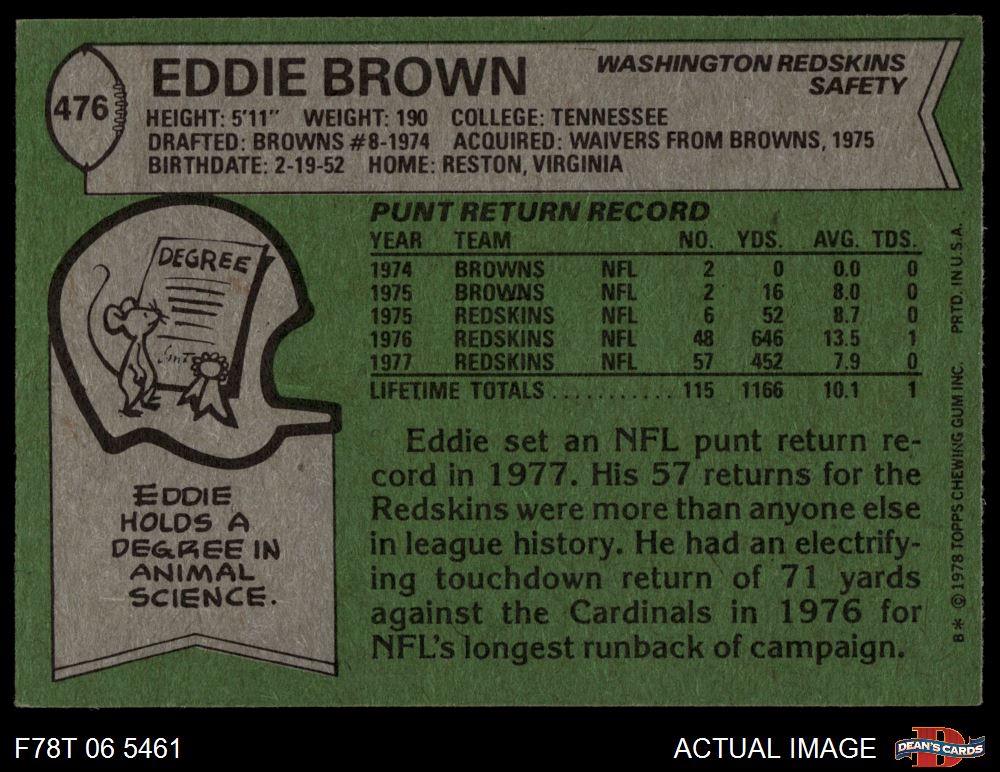 476
EDDIE BROWN
WASHINGTON REDSKINS
SAFETY
HEIGHT: 5'11" WEIGHT: 190 COLLEGE: TENNESSEE
DRAFTED: BROWNS #8-1974 ACQUIRED: WAIVERS FROM BROWNS, 1975
BIRTHDATE: 2-19-52 HOME: RESTON, VIRGINIA
DEGREE
EDDIE
HOLDS A
DEGREE IN
ANIMAL
SCIENCE.
PUNT RETURN RECORD
YEAR TEAM NO. YDS. AVG. TDS.
1974 BROWNS NFL 2 0 0.0 0
1975 BROWNS NFL 2 16 8.0 0
1975 REDSKINS NFL 6 52 8.7 0
1976 REDSKINS NFL 48 646 13.5 1
1977 REDSKINS NFL 57 452 7.9 0
LIFETIME TOTALS ........... 115 1166 10.1 1
Eddie set an NFL punt return re-
cord in 1977. His 57 returns for the
Redskins were more than anyone else
in league history. He had an electrify-
ing touchdown return of 71 yards
against the Cardinals in 1976 for
NFL's longest runback of campaign.
B* © 1978 TOPPS CHEWING GUM INC. PRTD. IN U.S.A.
F78T 06 5461
ACTUAL IMAGE
D
DEAN'S CARDS